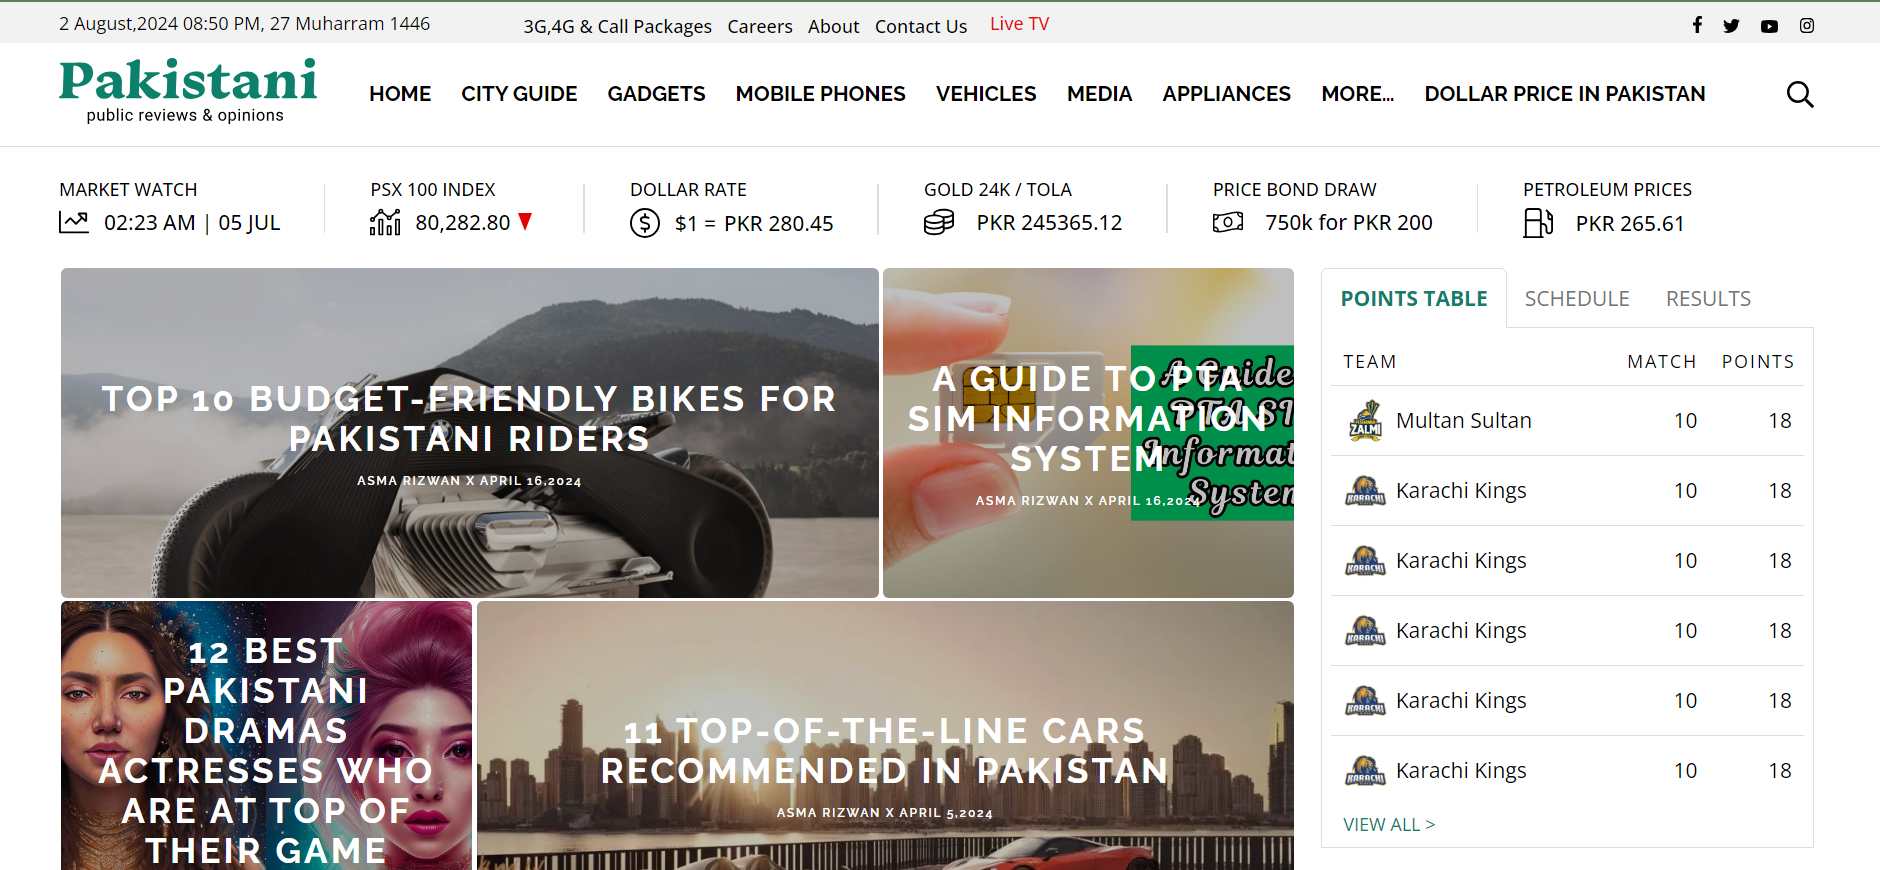 2 August,2024 08:50 PM, 27 Muharram 1446
3G,4G & Call Packages Careers About Contact Us Live TV
Pakistani
public reviews & opinions
HOME CITY GUIDE GADGETS MOBILE PHONES VEHICLES MEDIA APPLIANCES MORE... DOLLAR PRICE IN PAKISTAN
MARKET WATCH
02:23 AM | 05 JUL
PSX 100 INDEX
80,282.80
DOLLAR RATE
$1 = PKR 280.45
GOLD 24K / TOLA
PKR 245365.12
PRICE BOND DRAW
750k for PKR 200
PETROLEUM PRICES
PKR 265.61
TOP 10 BUDGET-FRIENDLY BIKES FOR
PAKISTANI RIDERS
ASMA RIZWAN X APRIL 16,2024
A GUIDE TO PTA
SIM INFORMATION
SYSTEM
ASMA RIZWAN X APRIL 16,2024
A Guide
PTA SI
Informat
System
12 BEST
PAKISTANI
DRAMAS
ACTRESSES WHO
ARE AT TOP OF
THEIR GAME
11 TOP-OF-THE-LINE CARS
RECOMMENDED IN PAKISTAN
ASMA RIZWAN X APRIL 5,2024
POINTS TABLE SCHEDULE RESULTS
TEAM MATCH POINTS
ZALMI Multan Sultan 10 18
KARACHI Karachi Kings 10 18
KARACHI Karachi Kings 10 18
KARACHI Karachi Kings 10 18
KARACHI Karachi Kings 10 18
KARACHI Karachi Kings 10 18
VIEW ALL >